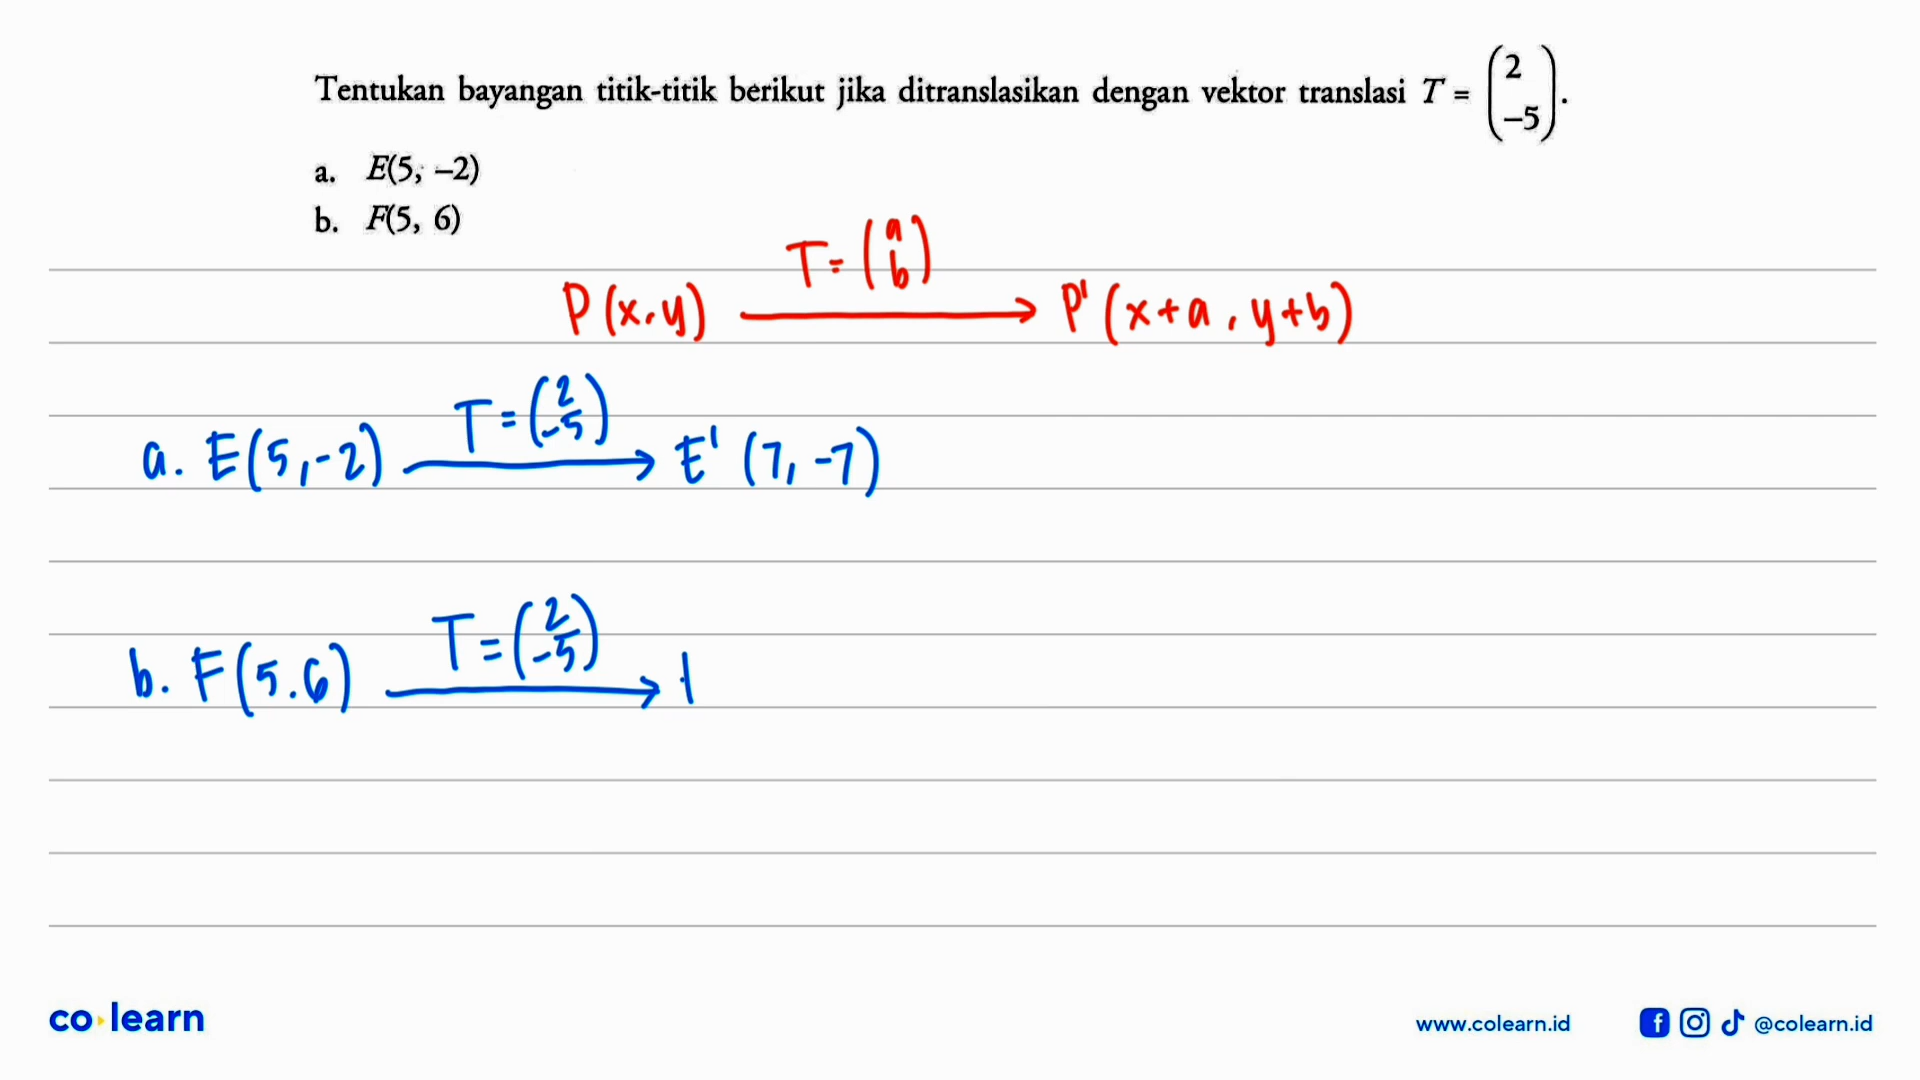 Tentukan bayangan titik-titik berikut jika ditranslasikan dengan vektor translasi T = (2 -5).
a. E(5, -2)
b. F(5, 6)
T = (a b)
P(x,y) → P'(x+a, y+b)
T = (2 -5)
a. E(5,-2) → E'(7,-7)
T = (2 -5)
b. F(5.6) →
co learn
www.colearn.id
@colearn.id